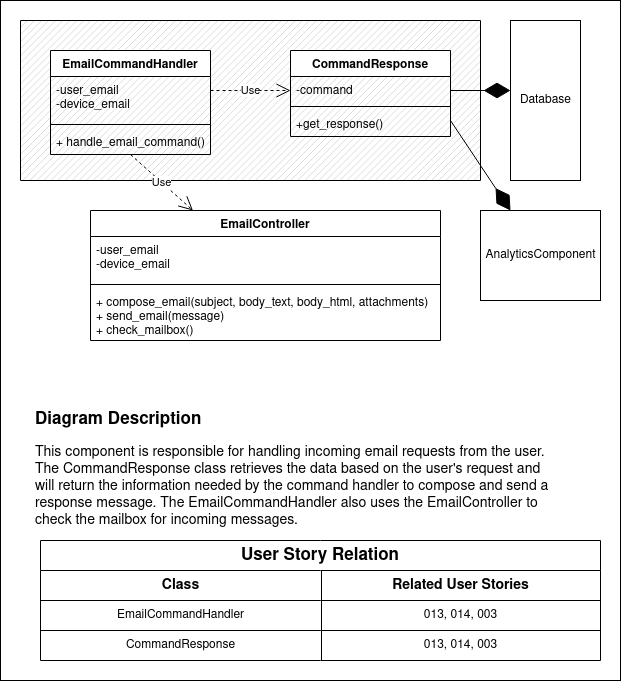 EmailCommandHandler
-user_email
-device_email
+ handle_email_command()
Use
CommandResponse
-command
+get_response()
Database
Use
EmailController
-user_email
-device_email
+ compose_email(subject, body_text, body_html, attachments)
+ send_email(message)
+ check_mailbox()
AnalyticsComponent
Diagram Description
This component is responsible for handling incoming email requests from the user.
The CommandResponse class retrieves the data based on the user's request and
will return the information needed by the command handler to compose and send a
response message. The EmailCommandHandler also uses the EmailController to
check the mailbox for incoming messages.
User Story Relation
Class Related User Stories
EmailCommandHandler 013, 014, 003
CommandResponse 013, 014, 003